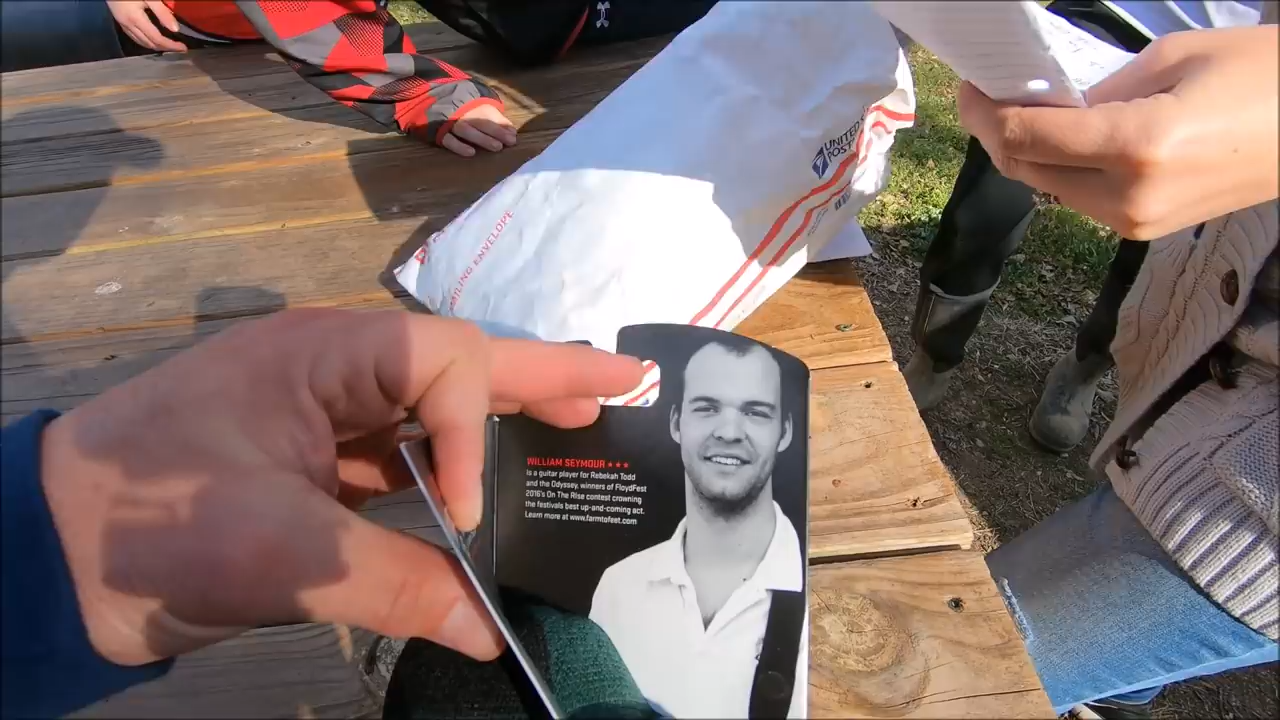 UNITED
POST
MAILING ENVELOPE
WILLIAM SEYMOUR ★ ★ ★
is a guitar player for Rebekah Todd
and the Odyssey, winners of FloydFest
2016's On The Rise contest crowning
the festivals best up-and-coming act.
Learn more at www.farmtofest.com